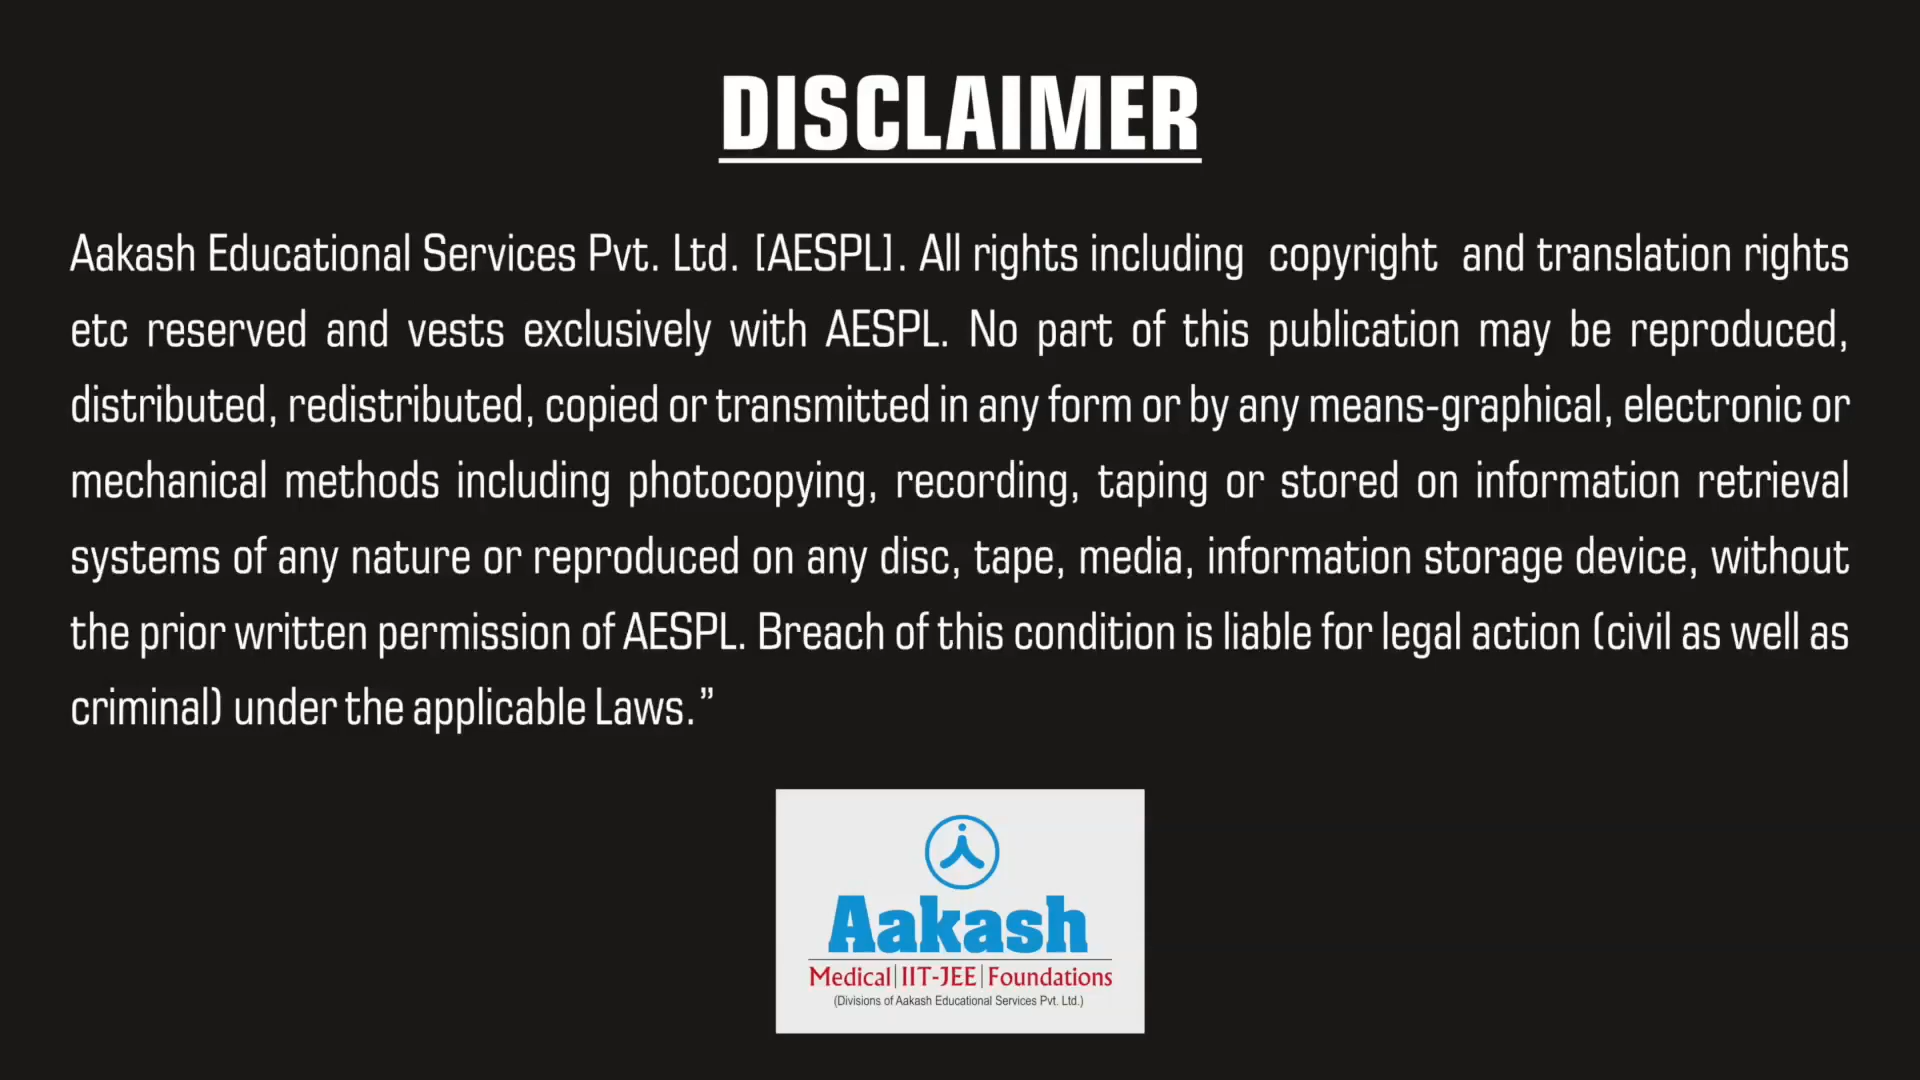 DISCLAIMER
Aakash Educational Services Pvt. Ltd. [AESPL]. All rights including copyright and translation rights
etc reserved and vests exclusively with AESPL. No part of this publication may be reproduced,
distributed, redistributed, copied or transmitted in any form or by any means-graphical, electronic or
mechanical methods including photocopying, recording, taping or stored on information retrieval
systems of any nature or reproduced on any disc, tape, media, information storage device, without
the prior written permission of AESPL. Breach of this condition is liable for legal action (civil as well as
criminal) under the applicable Laws.”
Aakash
Medical|IIT-JEE|Foundations
(Divisions of Aakash Educational Services Pvt. Ltd.)